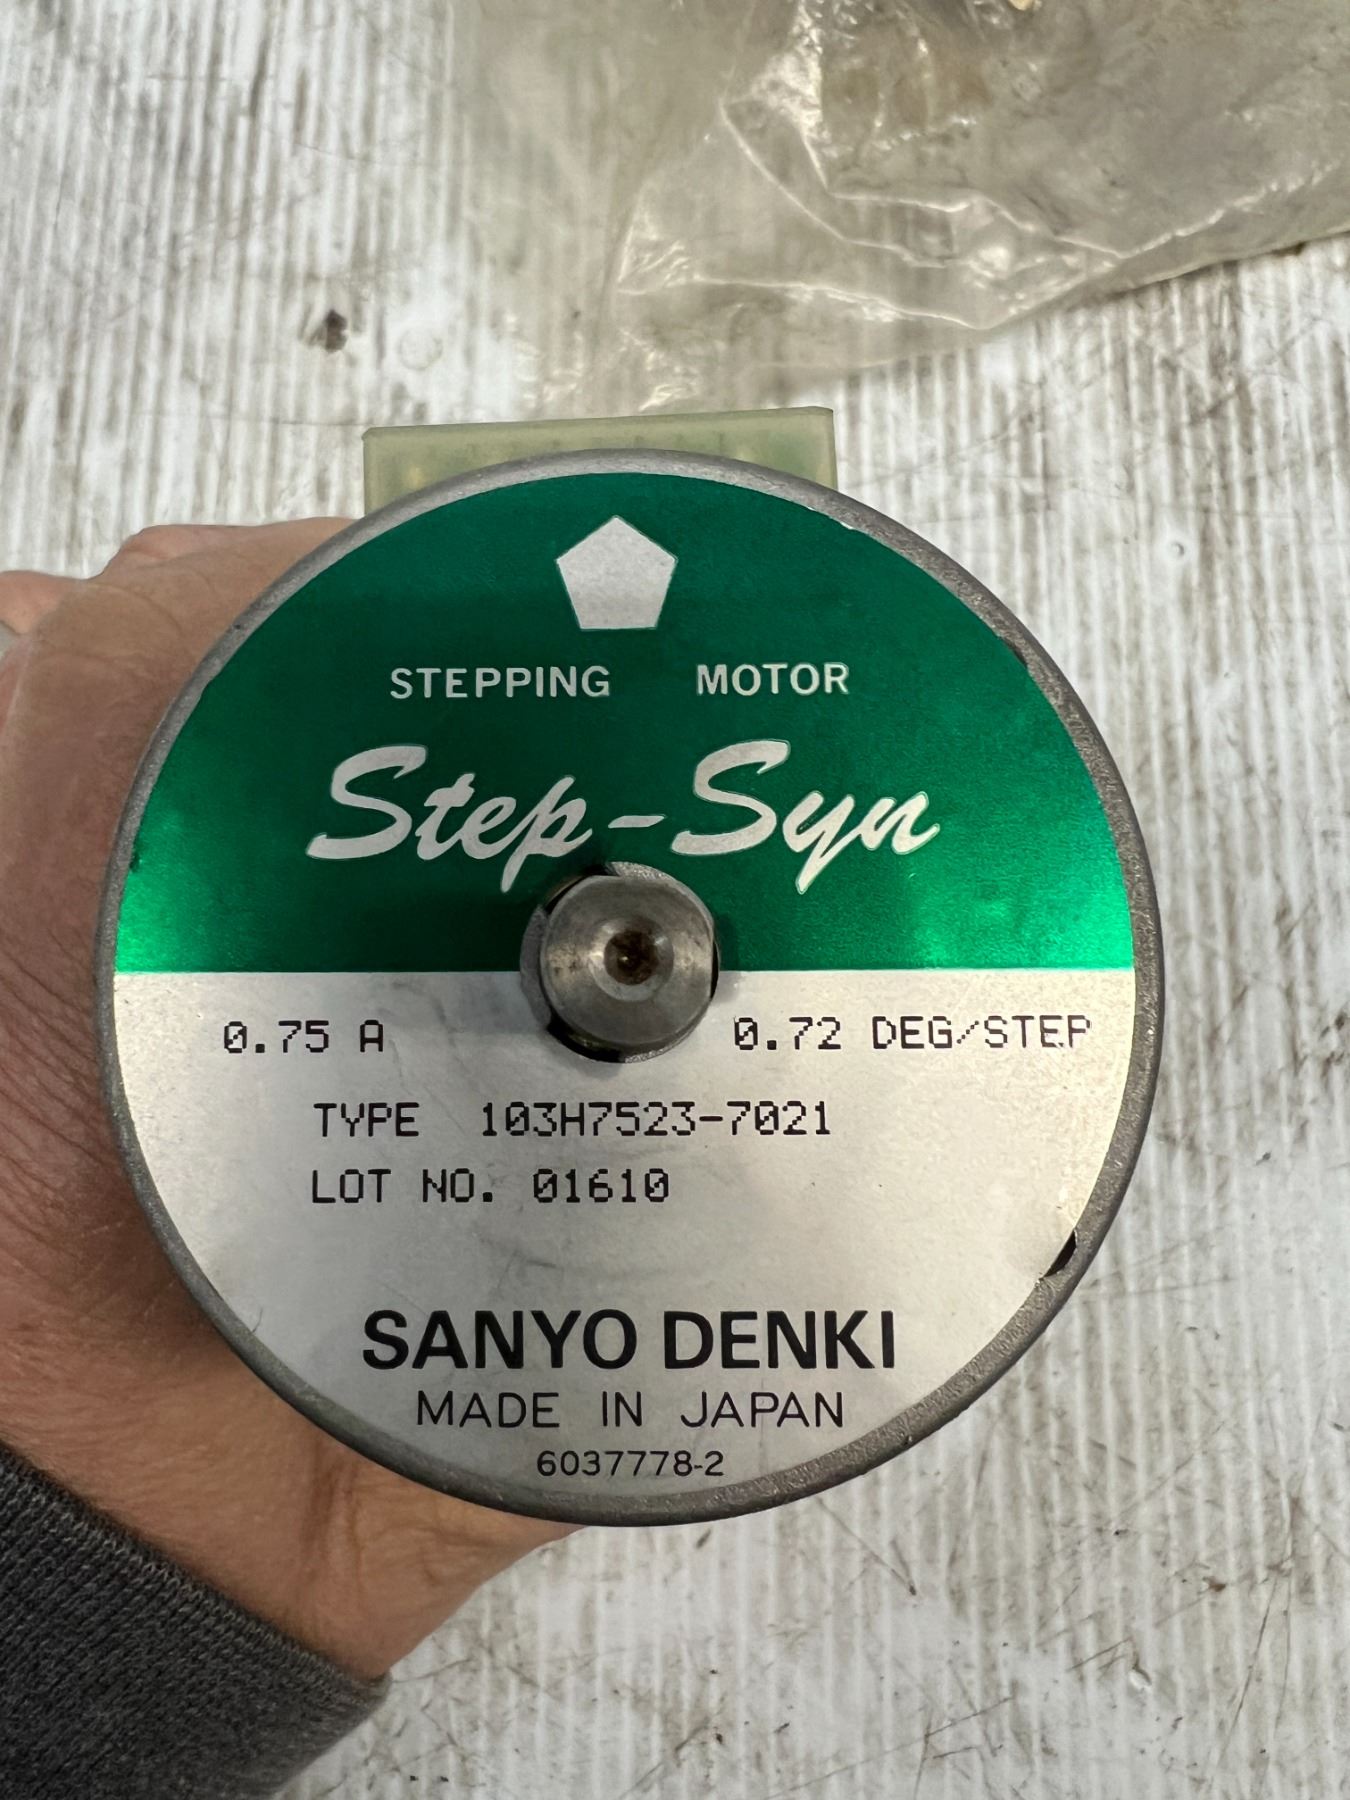 STEPPING MOTOR
Step-Syn
0.75 A 0.72 DEG/STEP
TYPE 103H7523-7021
LOT NO. 01610
SANYO DENKI
MADE IN JAPAN
6037778-2